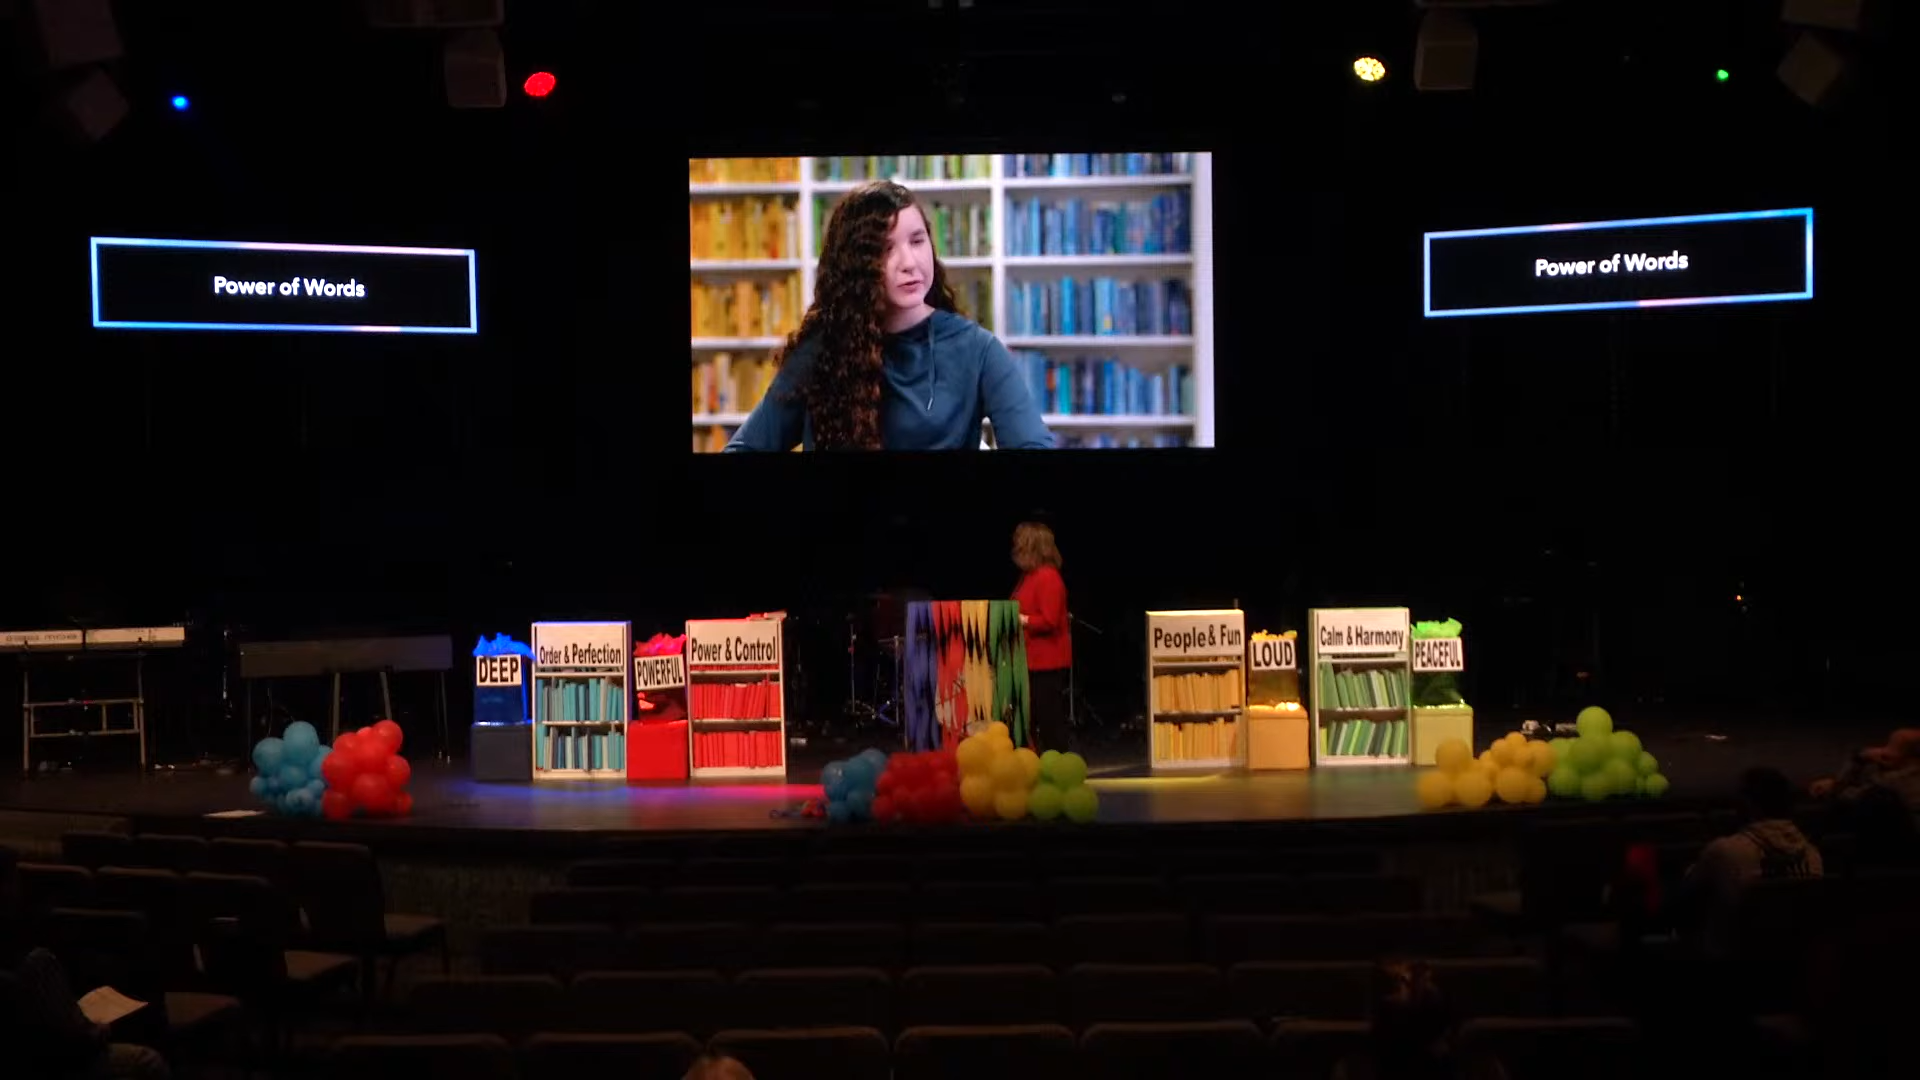 Power of Words
Power of Words
DEEP
Order & Perfection
POWERFUL
Power & Control
People & Fun
LOUD
Calm & Harmony
PEACEFUL